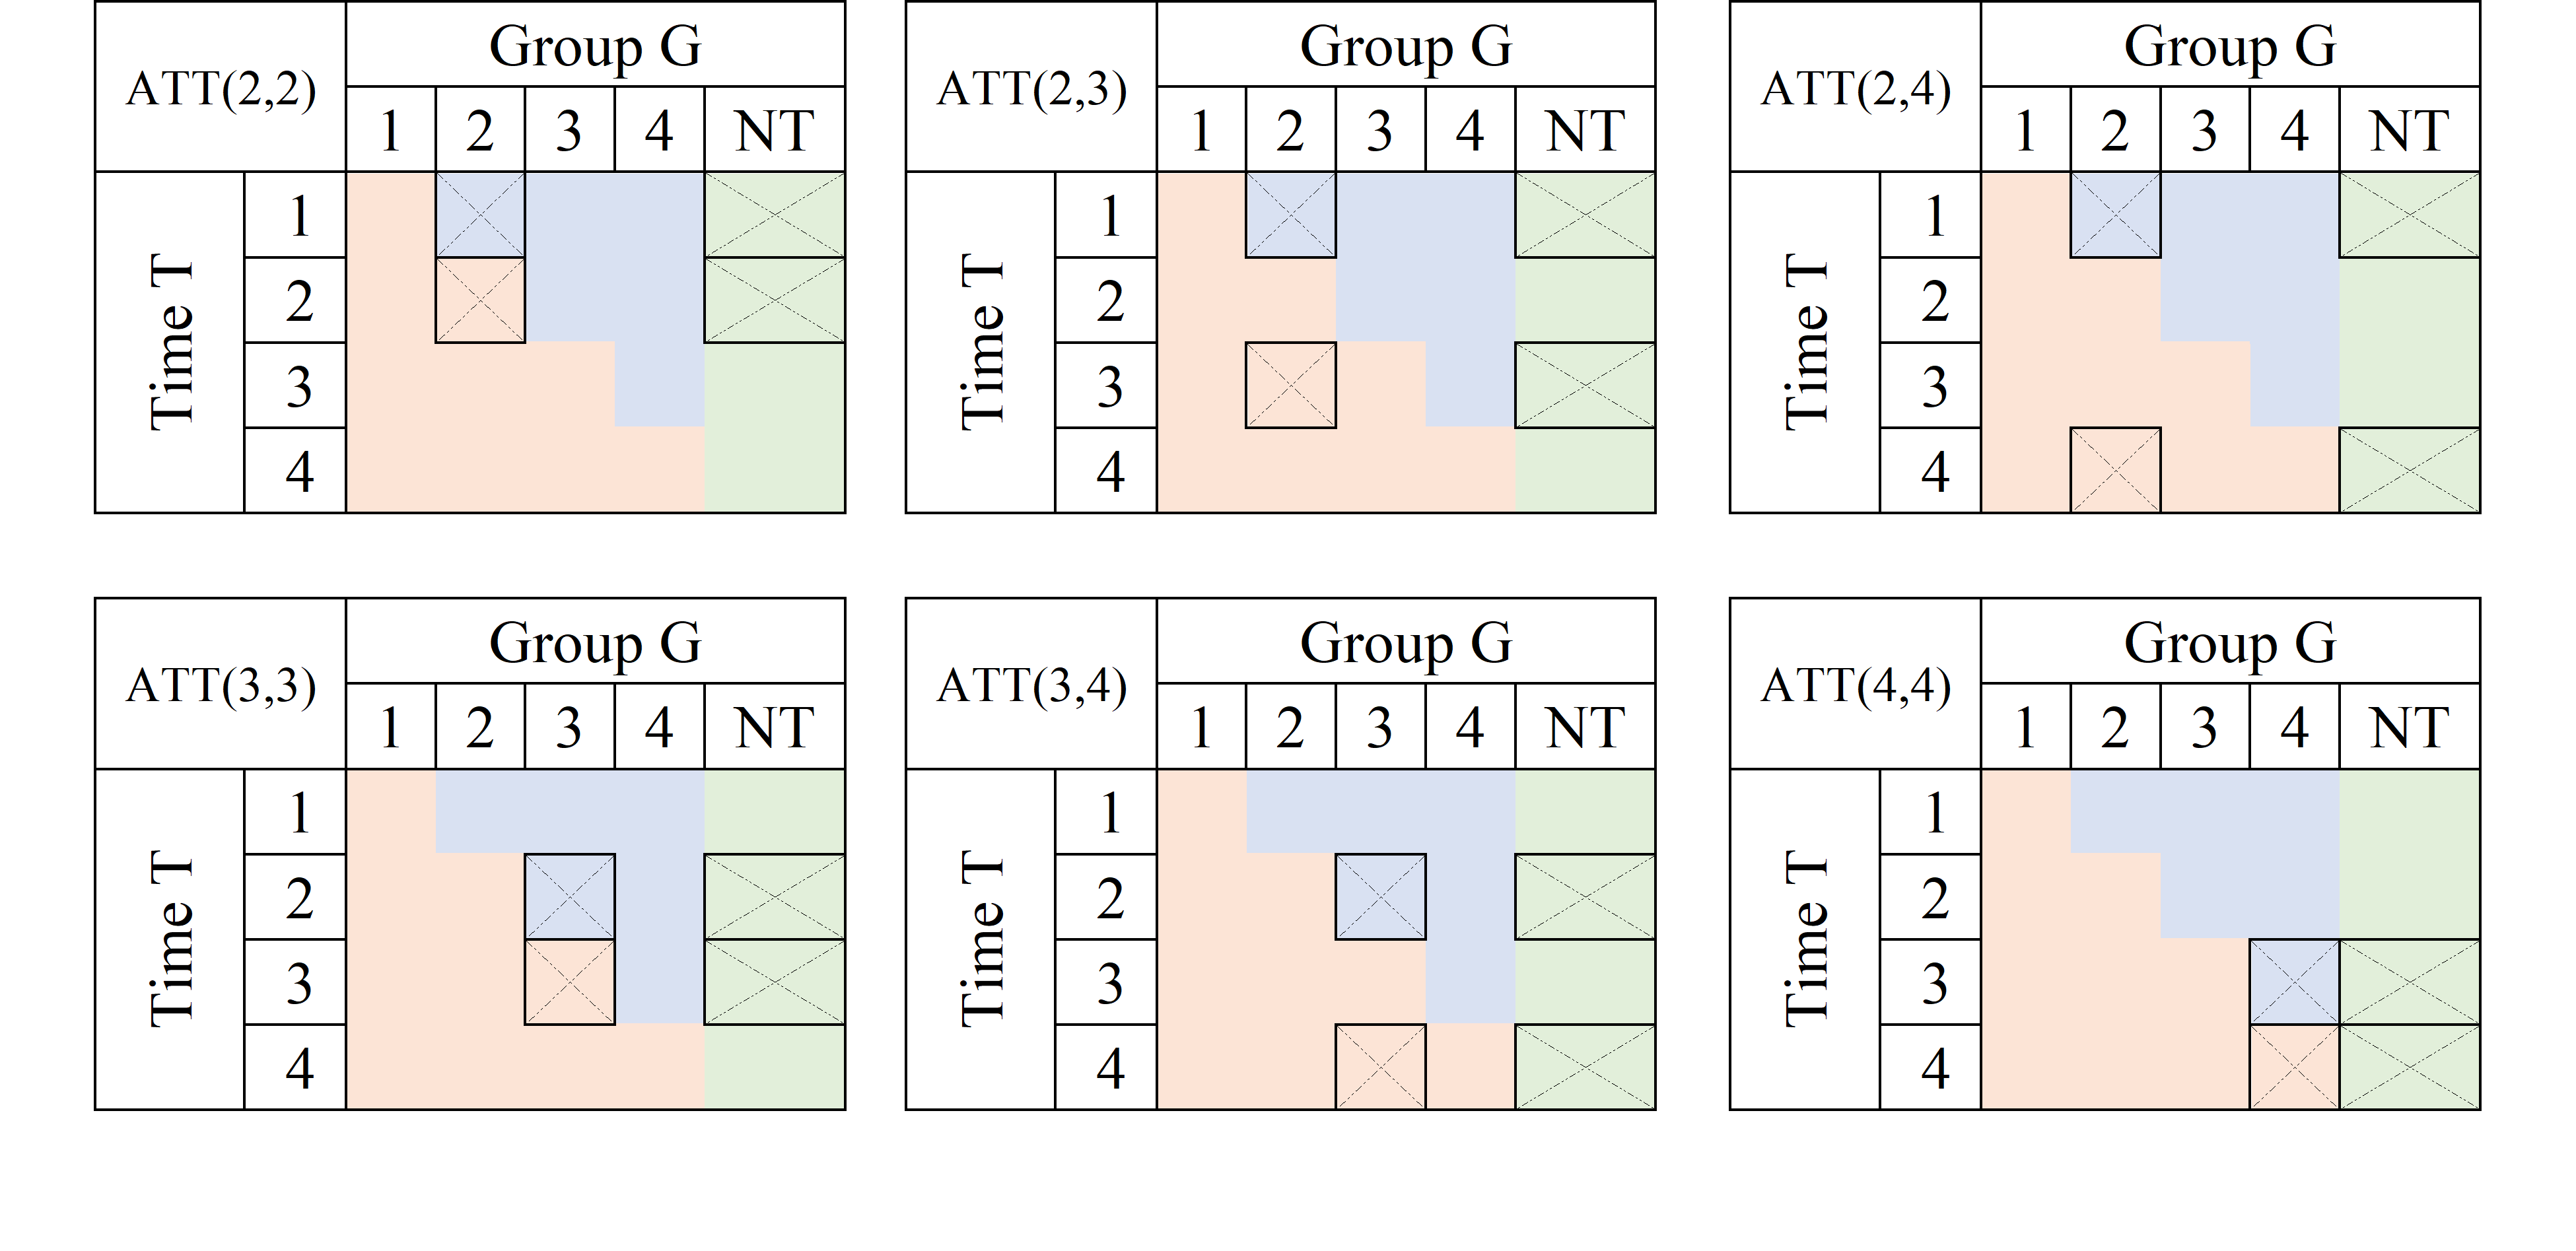 ATT(2,2)
Group G
1 2 3 4 NT
Time T
1
2
3
4
ATT(2,3)
Group G
1 2 3 4 NT
Time T
1
2
3
4
ATT(2,4)
Group G
1 2 3 4 NT
Time T
1
2
3
4
ATT(3,3)
Group G
1 2 3 4 NT
Time T
1
2
3
4
ATT(3,4)
Group G
1 2 3 4 NT
Time T
1
2
3
4
ATT(4,4)
Group G
1 2 3 4 NT
Time T
1
2
3
4